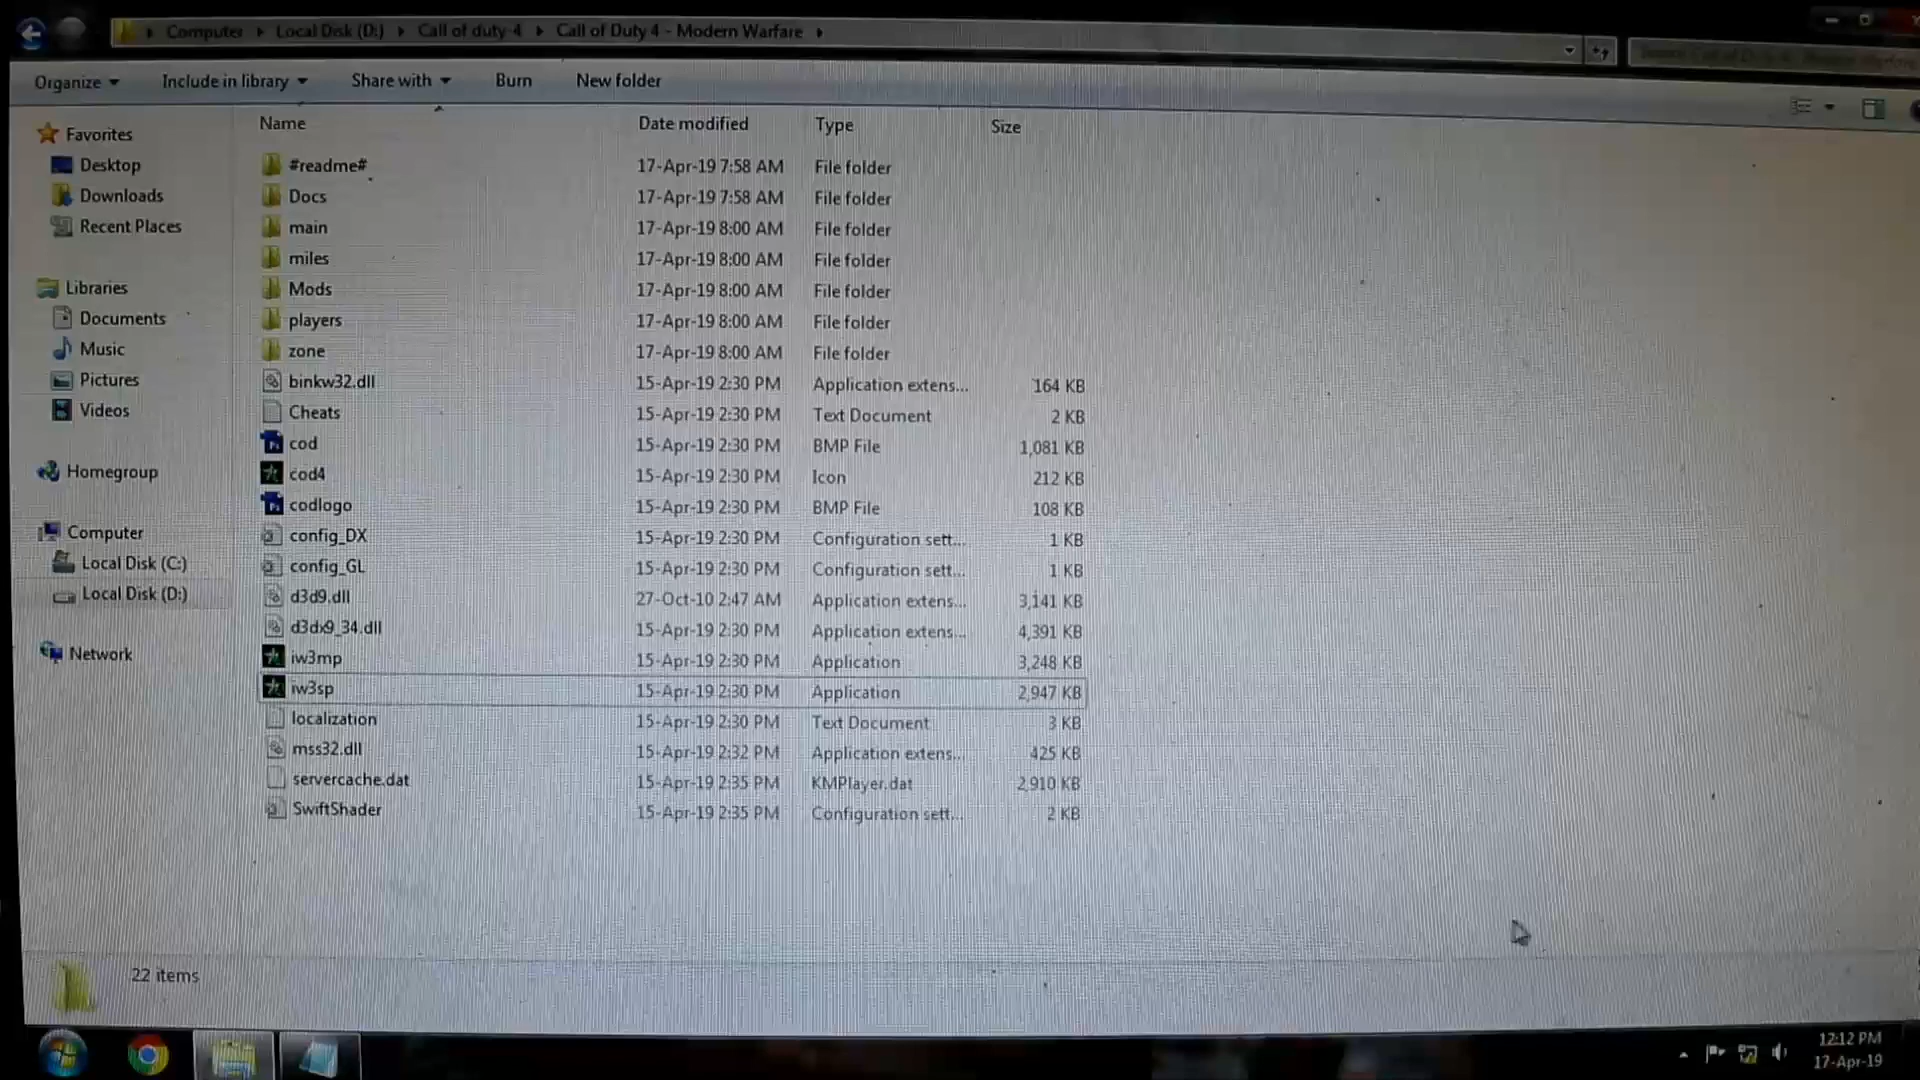 Computer Local Disk (D:) Call of duty 4 Call of Duty 4 - Modern Warfare
Organize Include in library Share with Burn New folder
Name Date modified Type Size
Favorites
Desktop
Downloads
Recent Places
Libraries
Documents
Music
Pictures
Videos
Homegroup
Computer
Local Disk (C:)
Local Disk (D:)
Network
#readme# 17-Apr-19 7:58 AM File folder
Docs 17-Apr-19 7:58 AM File folder
main 17-Apr-19 8:00 AM File folder
miles 17-Apr-19 8:00 AM File folder
Mods 17-Apr-19 8:00 AM File folder
players 17-Apr-19 8:00 AM File folder
zone 17-Apr-19 8:00 AM File folder
binkw32.dll 15-Apr-19 2:30 PM Application extens... 164 KB
Cheats 15-Apr-19 2:30 PM Text Document 2 KB
cod 15-Apr-19 2:30 PM BMP File 1,081 KB
cod4 15-Apr-19 2:30 PM Icon 212 KB
codlogo 15-Apr-19 2:30 PM BMP File 108 KB
config_DX 15-Apr-19 2:30 PM Configuration sett... 1 KB
config_GL 15-Apr-19 2:30 PM Configuration sett... 1 KB
d3d9.dll 27-Oct-10 2:47 AM Application extens... 3,141 KB
d3dx9_34.dll 15-Apr-19 2:30 PM Application extens... 4,391 KB
iw3mp 15-Apr-19 2:30 PM Application 3,248 KB
iw3sp 15-Apr-19 2:30 PM Application 2,947 KB
localization 15-Apr-19 2:30 PM Text Document 3 KB
mss32.dll 15-Apr-19 2:32 PM Application extens... 425 KB
servercache.dat 15-Apr-19 2:35 PM KMPlayer.dat 2,910 KB
SwiftShader 15-Apr-19 2:35 PM Configuration sett... 2 KB
22 items
12:12 PM
17-Apr-19